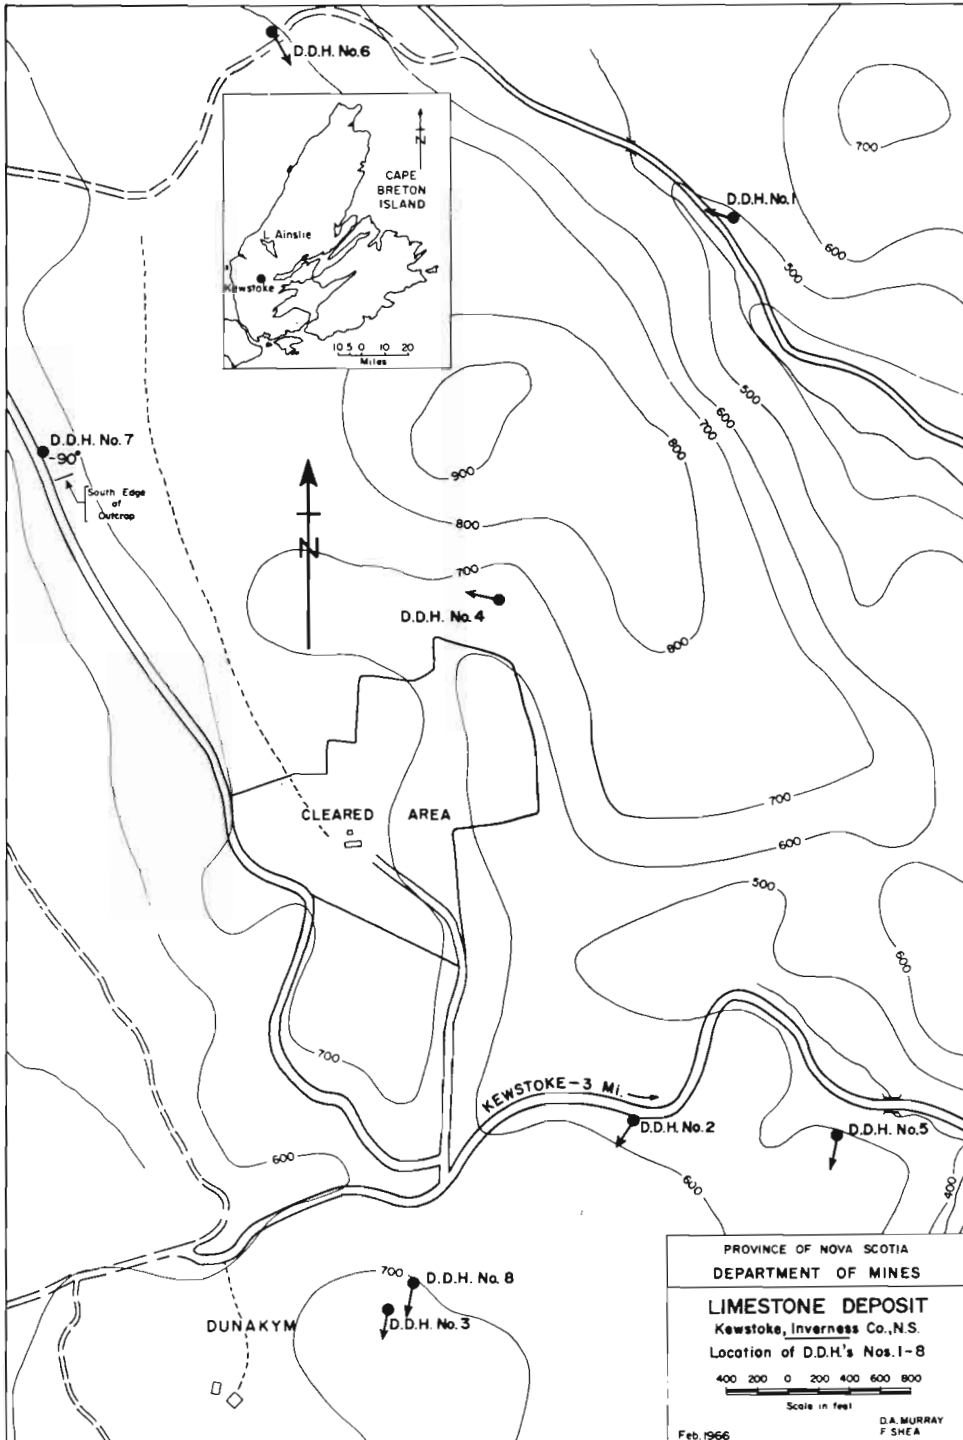 D.D.H. No.6
700
CAPE
BRETON
ISLAND
N
L. Ainslie
Kewstoke
10 5 0 10 20
Miles
D.D.H. No.1
600
500
500
600
700
800
900
800
700
800
D.D.H. No.7
-90°
South Edge
of
Outcrop
N
D.D.H. No.4
CLEARED AREA
700
600
500
600
700
KEWSTOKE-3 Mi.
D.D.H. No.2
D.D.H. No.5
600
600
400
700
D.D.H. No. 8
D.D.H. No. 3
DUNAKYM
PROVINCE OF NOVA SCOTIA
DEPARTMENT OF MINES
LIMESTONE DEPOSIT
Kewstoke, Inverness Co., N.S.
Location of D.D.H.'s Nos. 1-8
400 200 0 200 400 600 800
Scale in feet
D.A. MURRAY
F SHEA
Feb. 1966